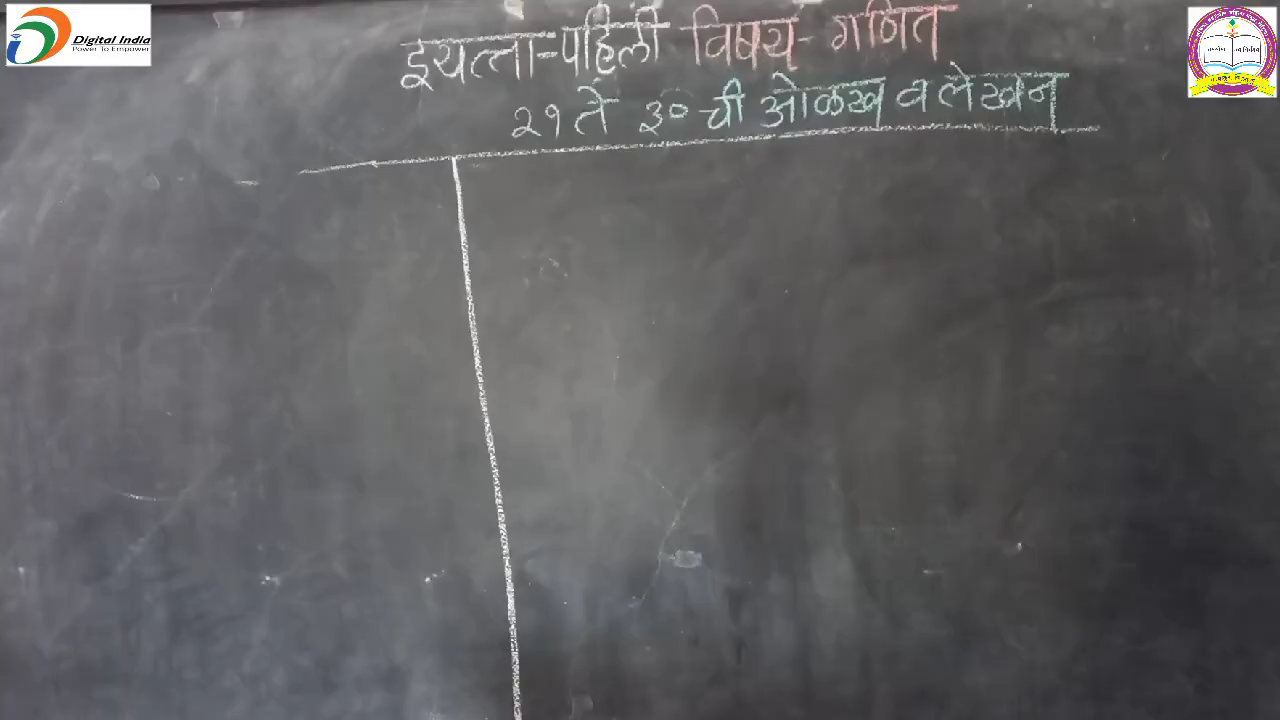 Digital India
Power To Empower
इयत्ता-पहिली विषय- गणित
२१ ते ३० ची ओळख व लेखन